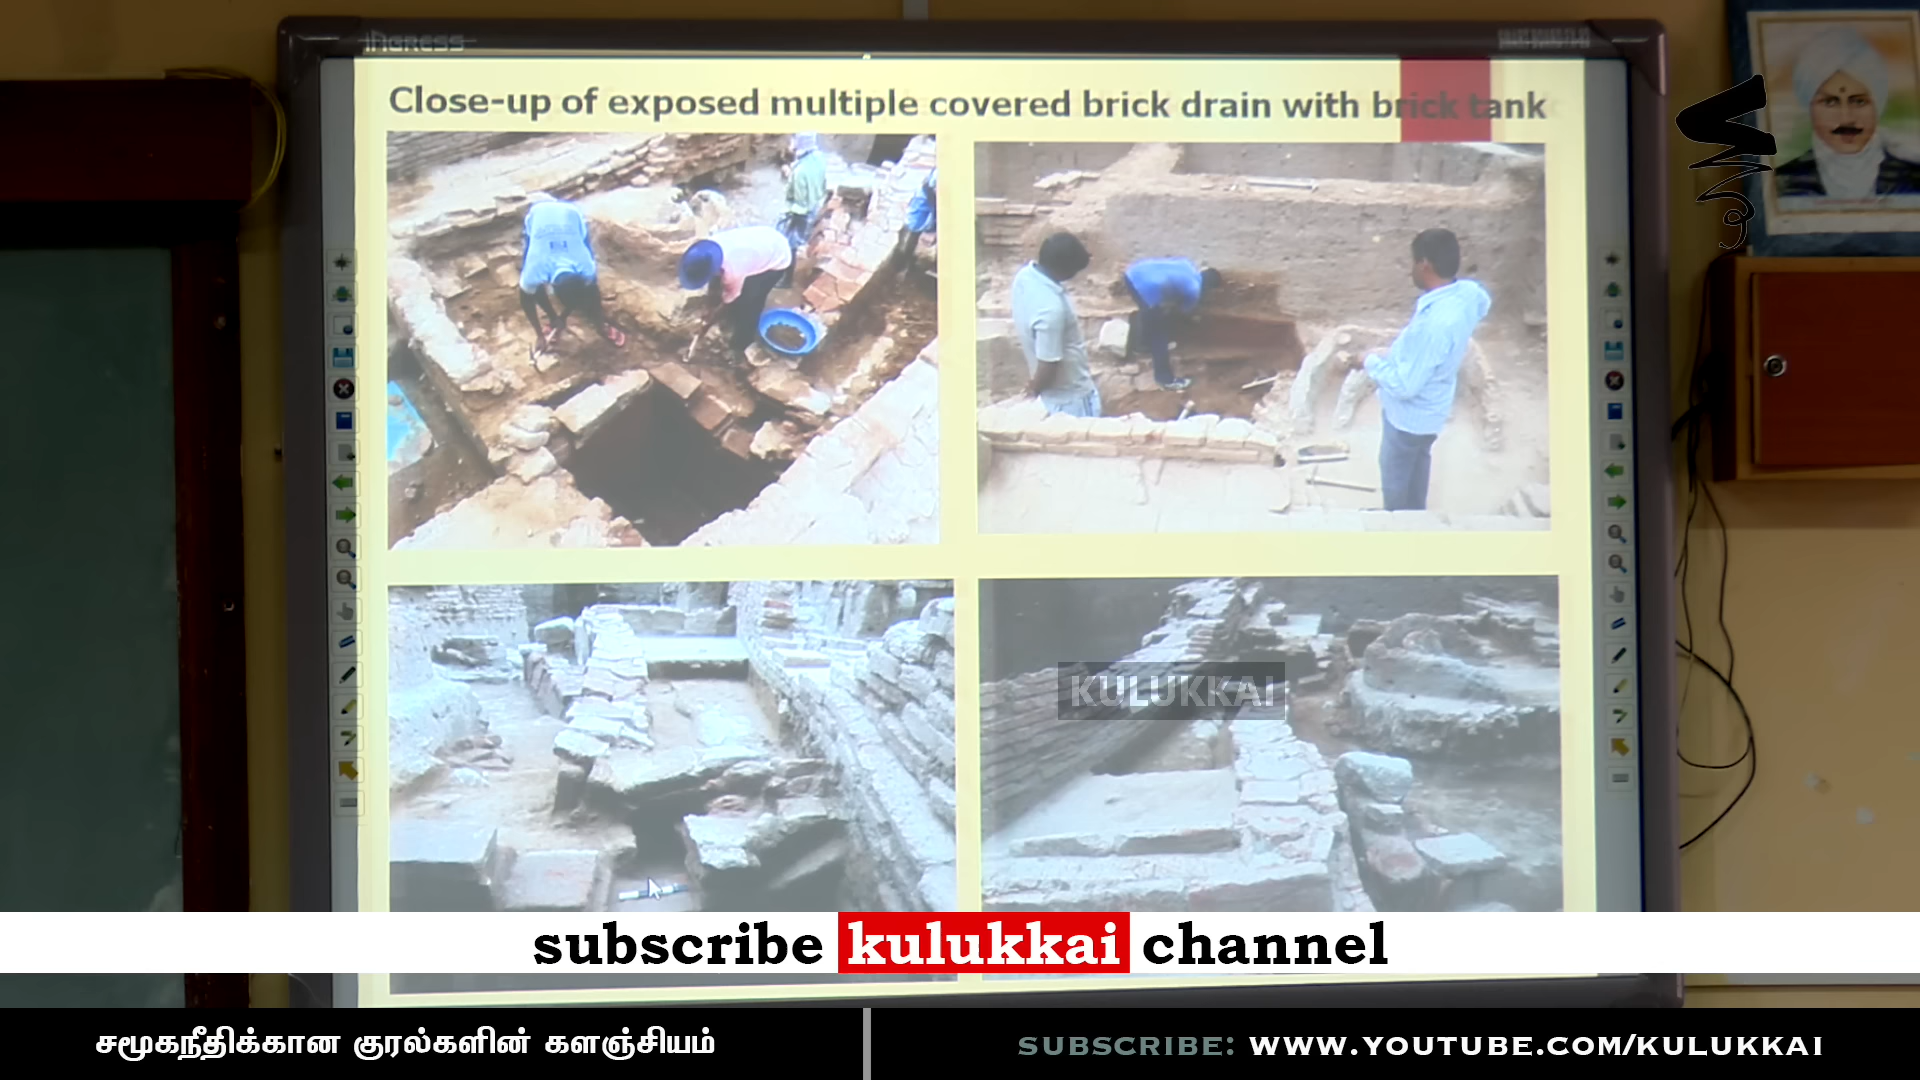 INGRESS
Close-up of exposed multiple covered brick drain with brick tank
KULUKKAI
subscribe kulukkai channel
சமூகநீதிக்கான குரல்களின் களஞ்சியம்
SUBSCRIBE: WWW.YOUTUBE.COM/KULUKKAI